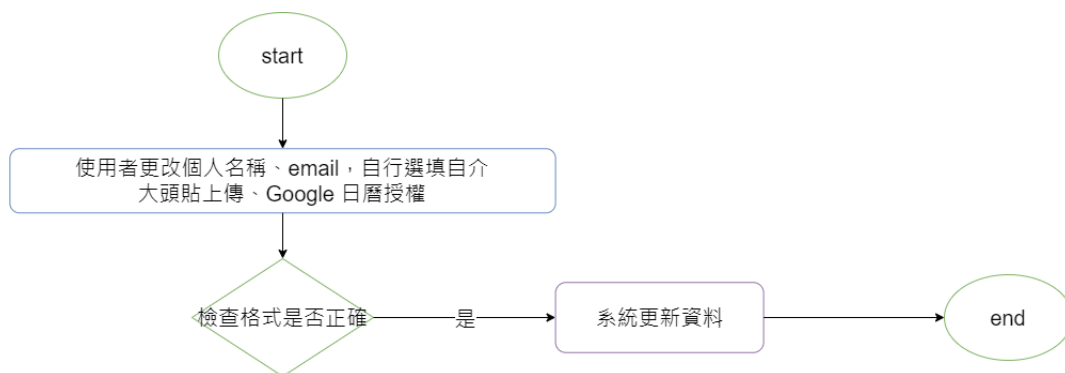 start
使用者更改個人名稱、email，自行選填自介
大頭貼上傳、Google 日曆授權
檢查格式是否正確
是
系統更新資料
end